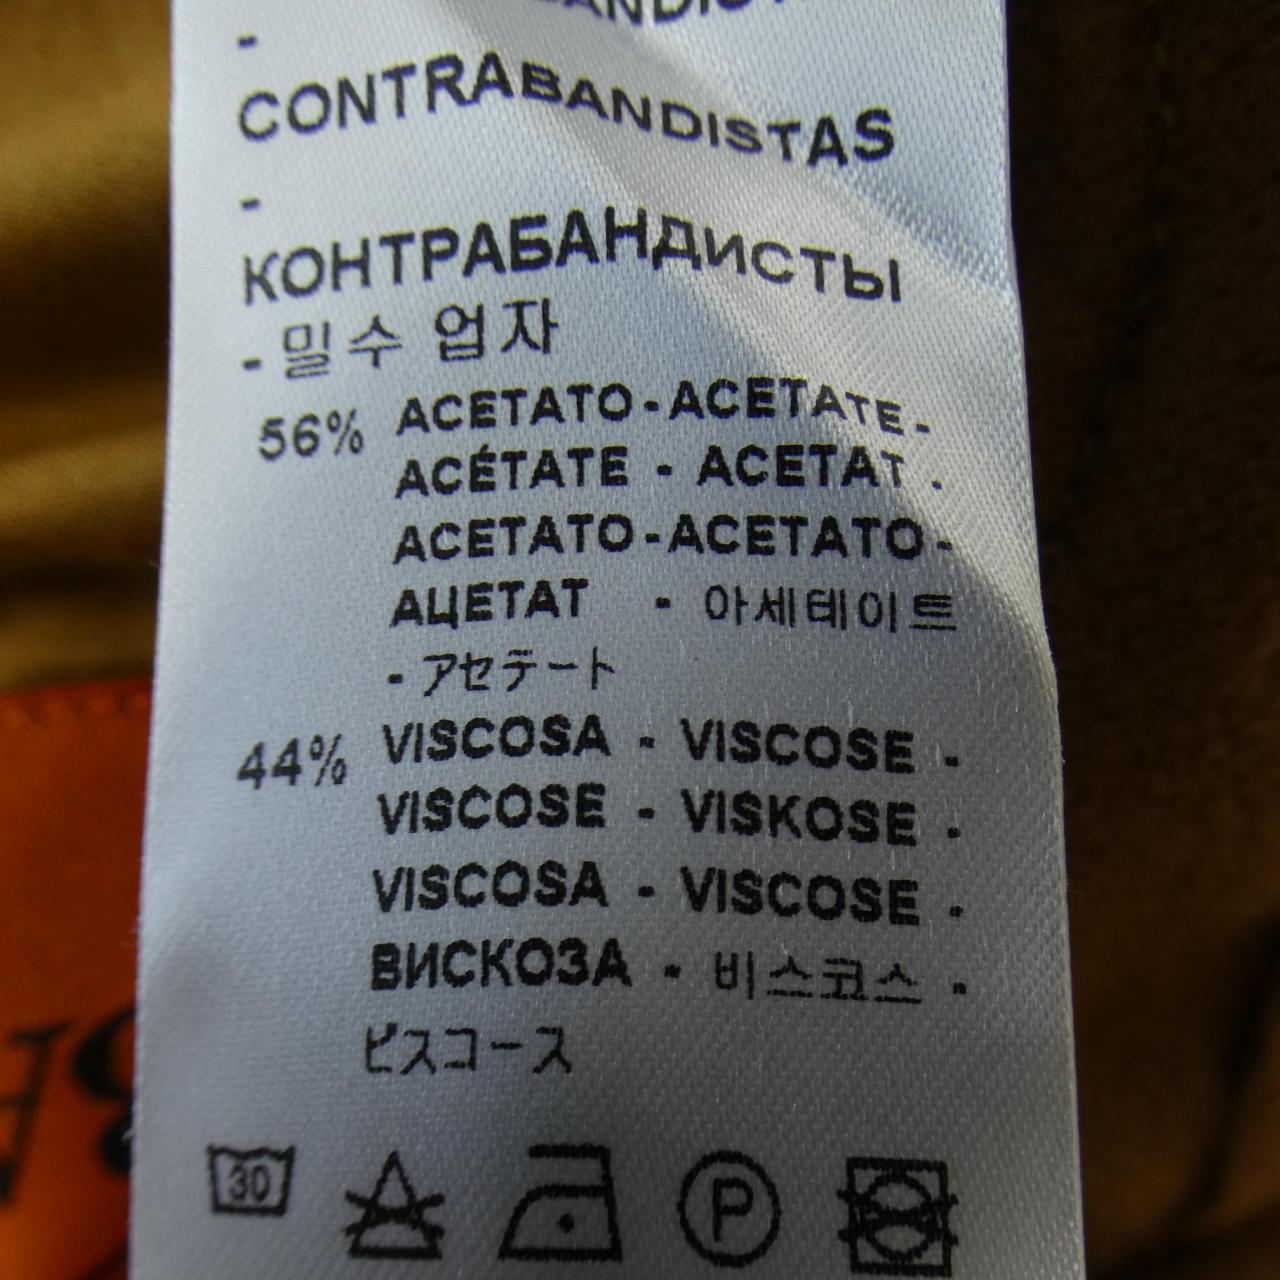 -
CONTRABANDISTAS
-
КОНТРАБАНДИСТЫ
- 밀수 업자
56% ACETATO - ACETATE -
ACÉTATE - ACETAT -
ACETATO - ACETATO -
АЦЕТАТ - 아세테이트
- アセテート
44% VISCOSA - VISCOSE -
VISCOSE - VISKOSE -
VISCOSA - VISCOSE -
ВИСКОЗА - 비스코스 -
ビスコース
30
P